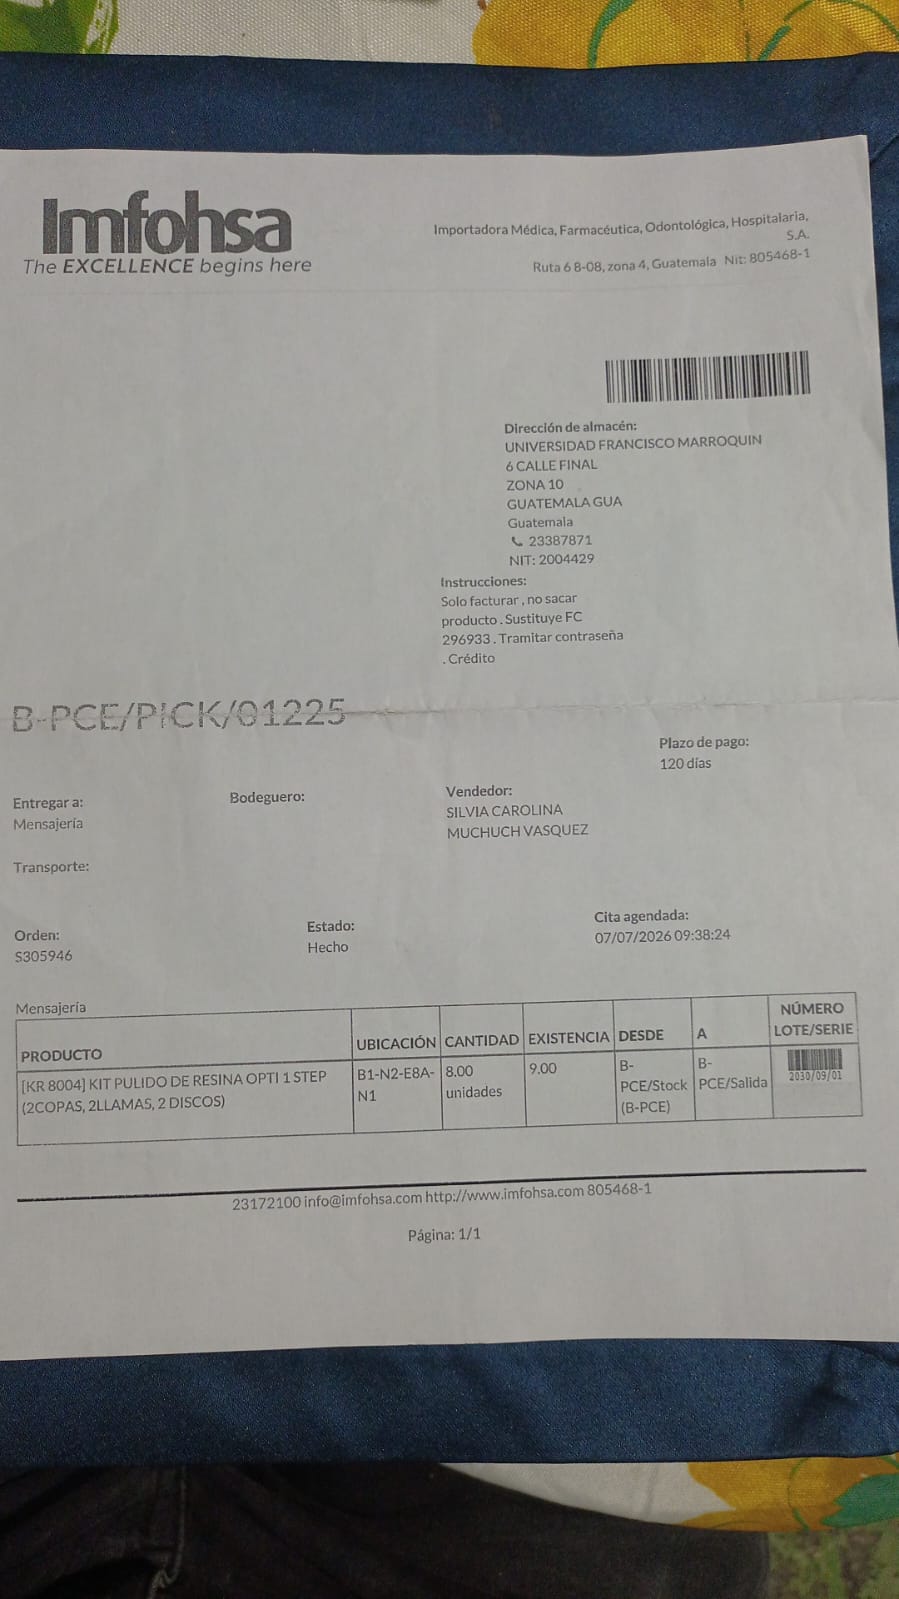 Imfohsa
The EXCELLENCE begins here
Importadora Médica, Farmacéutica, Odontológica, Hospitalaria,
S.A.
Ruta 6 8-08, zona 4, Guatemala Nit: 805468-1
Dirección de almacén:
UNIVERSIDAD FRANCISCO MARROQUIN
6 CALLE FINAL
ZONA 10
GUATEMALA GUA
Guatemala
23387871
NIT: 2004429
Instrucciones:
Solo facturar , no sacar
producto . Sustituye FC
296933 . Tramitar contraseña
. Crédito
B-PCE/PICK/01225
Plazo de pago:
120 días
Entregar a:
Mensajería
Bodeguero:
Vendedor:
SILVIA CAROLINA
MUCHUCH VASQUEZ
Transporte:
Orden:
S305946
Estado:
Hecho
Cita agendada:
07/07/2026 09:38:24
Mensajería
PRODUCTO UBICACIÓN CANTIDAD EXISTENCIA DESDE A NÚMERO LOTE/SERIE
[KR 8004] KIT PULIDO DE RESINA OPTI 1 STEP
(2COPAS, 2LLAMAS, 2 DISCOS)
B1-N2-E8A-
N1
8.00
unidades
9.00
B-
PCE/Stock
(B-PCE)
B-
PCE/Salida
2030/09/01
23172100 info@imfohsa.com http://www.imfohsa.com 805468-1
Página: 1/1